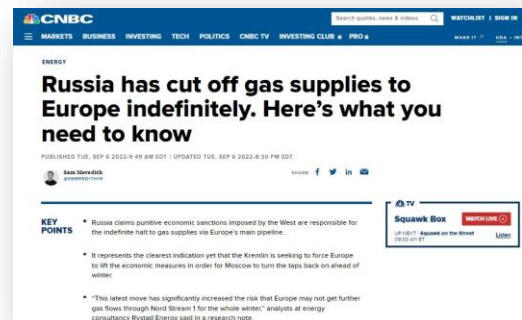 CNBC
Search quotes, news & videos
WATCHLIST | SIGN IN
MARKETS BUSINESS INVESTING TECH POLITICS CNBC TV INVESTING CLUB PRO
MAKE IT USA • INT
ENERGY
Russia has cut off gas supplies to
Europe indefinitely. Here’s what you
need to know
PUBLISHED TUE, SEP 6 2022 • 9:49 AM EDT | UPDATED TUE, SEP 6 2022 • 8:30 PM EDT
Sam Meredith
@SMEREDITH19
SHARE
KEY
POINTS
• Russia claims punitive economic sanctions imposed by the West are responsible for
the indefinite halt to gas supplies via Europe’s main pipeline.
• It represents the clearest indication yet that the Kremlin is seeking to force Europe
to lift the economic measures in order for Moscow to turn the taps back on ahead of
winter.
• “This latest move has significantly increased the risk that Europe may not get further
gas flows through Nord Stream 1 for the whole winter,” analysts at energy
consultancy Rystad Energy said in a research note.
TV
Squawk Box
WATCH LIVE
UP NEXT | Squawk on the Street
09:00 am ET
Listen